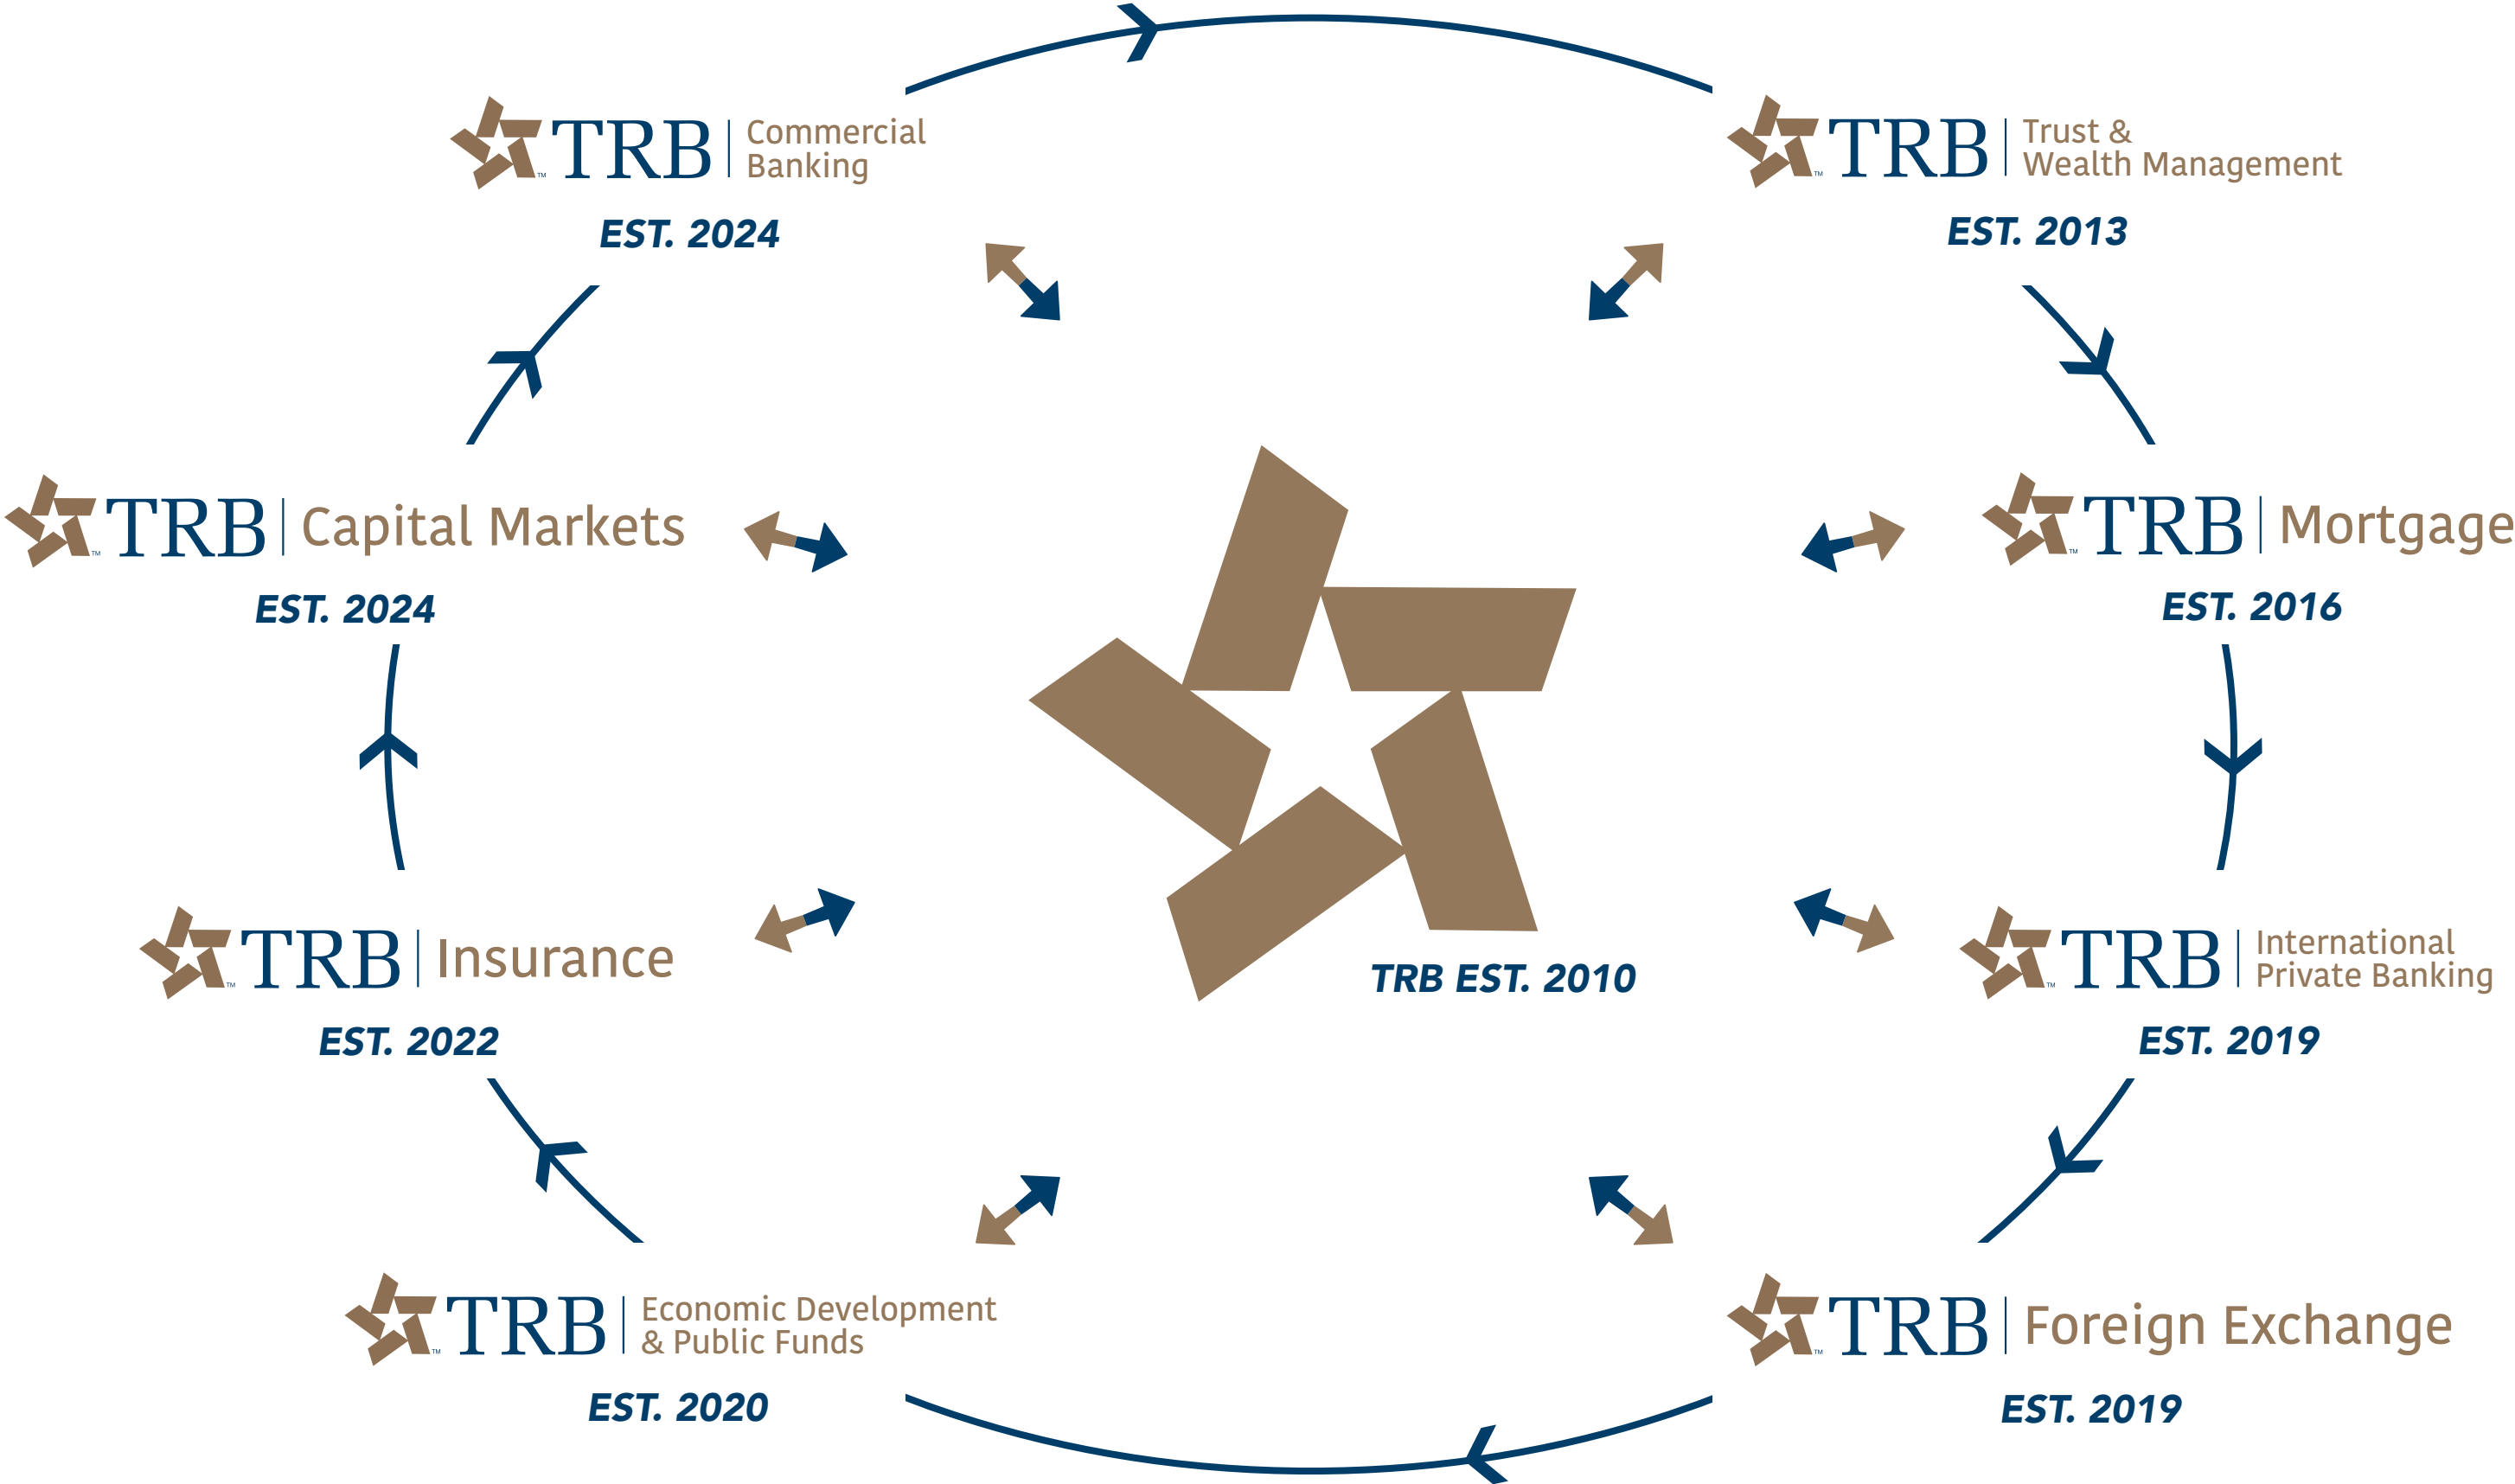 TRB
Commercial
Banking
EST. 2024
TRB
Trust &
Wealth Management
EST. 2013
TRB
Capital Markets
EST. 2024
TRB
Mortgage
EST. 2016
TRB
Insurance
EST. 2022
TRB EST. 2010
TRB
International
Private Banking
EST. 2019
TRB
Economic Development
& Public Funds
EST. 2020
TRB
Foreign Exchange
EST. 2019